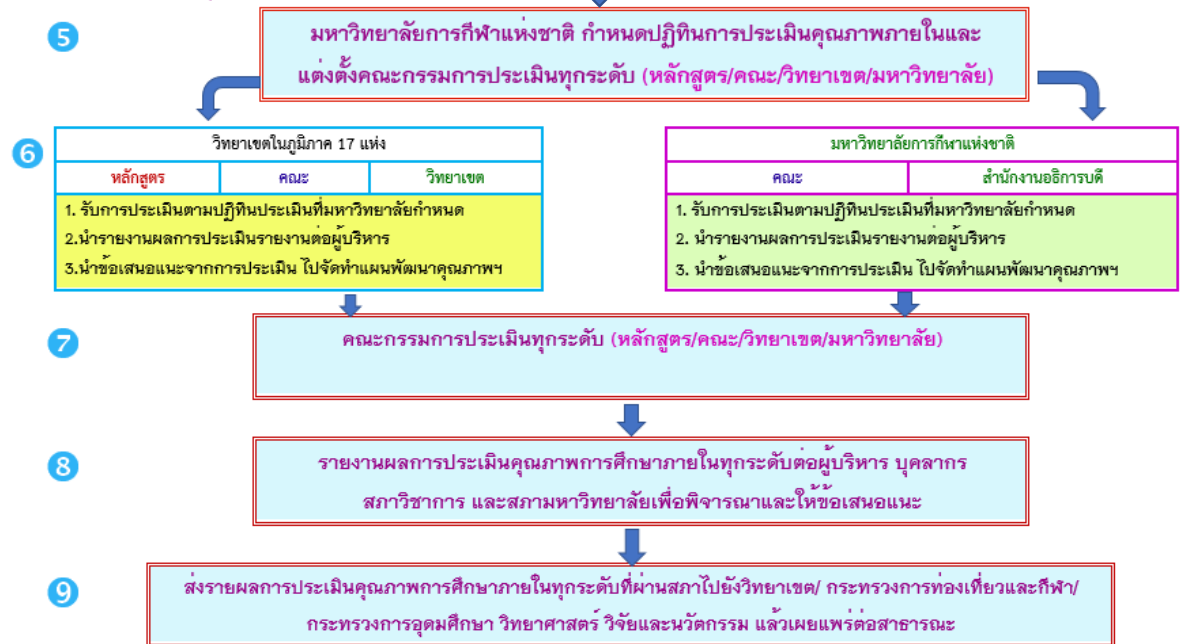 5
มหาวิทยาลัยการกีฬาแห่งชาติ กำหนดปฏิทินการประเมินคุณภาพภายในและ
แต่งตั้งคณะกรรมการประเมินทุกระดับ (หลักสูตร/คณะ/วิทยาเขต/มหาวิทยาลัย)
6
วิทยาเขตในภูมิภาค 17 แห่ง
หลักสูตร คณะ วิทยาเขต
1. รับการประเมินตามปฏิทินประเมินที่มหาวิทยาลัยกำหนด
2.นำรายงานผลการประเมินรายงานต่อผู้บริหาร
3.นำข้อเสนอแนะจากการประเมิน ไปจัดทำแผนพัฒนาคุณภาพฯ
มหาวิทยาลัยการกีฬาแห่งชาติ
คณะ สำนักงานอธิการบดี
1. รับการประเมินตามปฏิทินประเมินที่มหาวิทยาลัยกำหนด
2. นำรายงานผลการประเมินรายงานต่อผู้บริหาร
3. นำข้อเสนอแนะจากการประเมิน ไปจัดทำแผนพัฒนาคุณภาพฯ
7
คณะกรรมการประเมินทุกระดับ (หลักสูตร/คณะ/วิทยาเขต/มหาวิทยาลัย)
8
รายงานผลการประเมินคุณภาพการศึกษาภายในทุกระดับต่อผู้บริหาร บุคลากร
สภาวิชาการ และสภามหาวิทยาลัยเพื่อพิจารณาและให้ข้อเสนอแนะ
9
ส่งรายผลการประเมินคุณภาพการศึกษาภายในทุกระดับที่ผ่านสภาไปยังวิทยาเขต/ กระทรวงการท่องเที่ยวและกีฬา/
กระทรวงการอุดมศึกษา วิทยาศาสตร์ วิจัยและนวัตกรรม แล้วเผยแพร่ต่อสาธารณะ